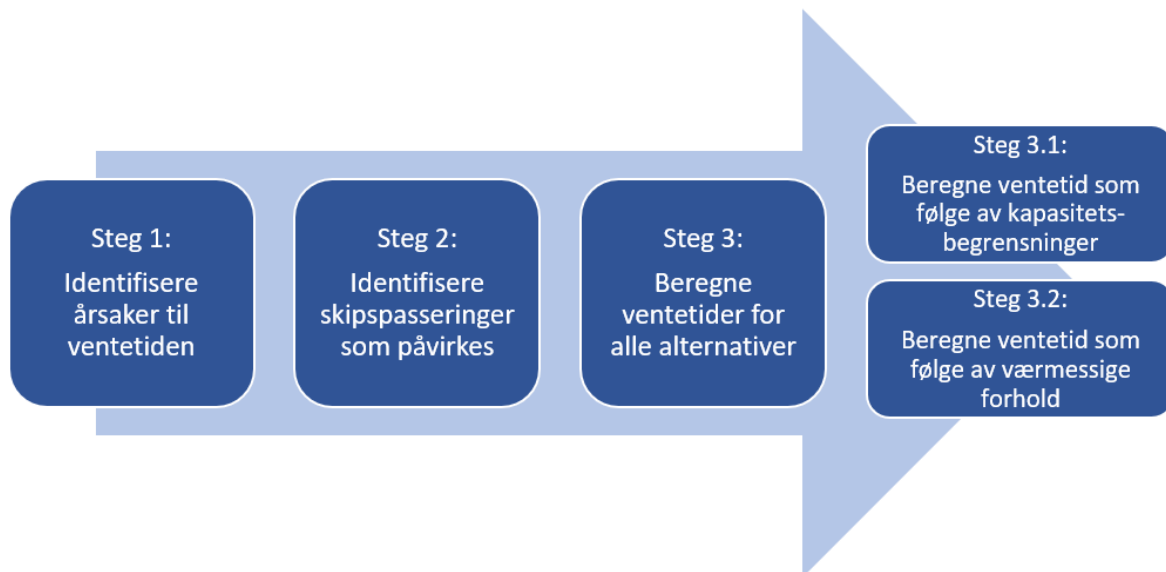 Steg 1:
Identifisere
årsaker til
ventetiden
Steg 2:
Identifisere
skipspasseringer
som påvirkes
Steg 3:
Beregne
ventetider for
alle alternativer
Steg 3.1:
Beregne ventetid som
følge av kapasitets-
begrensninger
Steg 3.2:
Beregne ventetid som
følge av værmessige
forhold